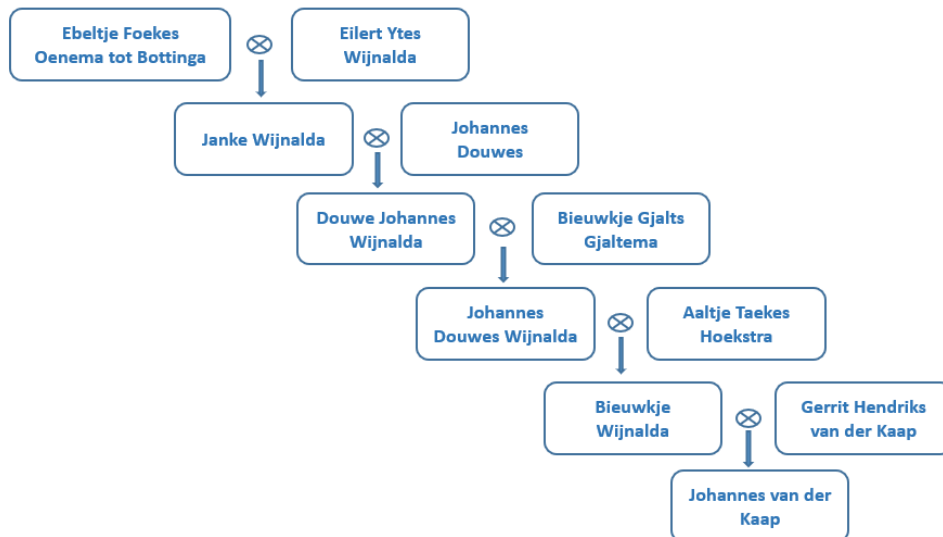 Ebeltje Foekes
Oenema tot Bottinga
Eilert Ytes
Wijnalda
Janke Wijnalda
Johannes
Douwes
Douwe Johannes
Wijnalda
Bieuwkje Gjalts
Gjaltema
Johannes
Douwes Wijnalda
Aaltje Taekes
Hoekstra
Bieuwkje
Wijnalda
Gerrit Hendriks
van der Kaap
Johannes van der
Kaap